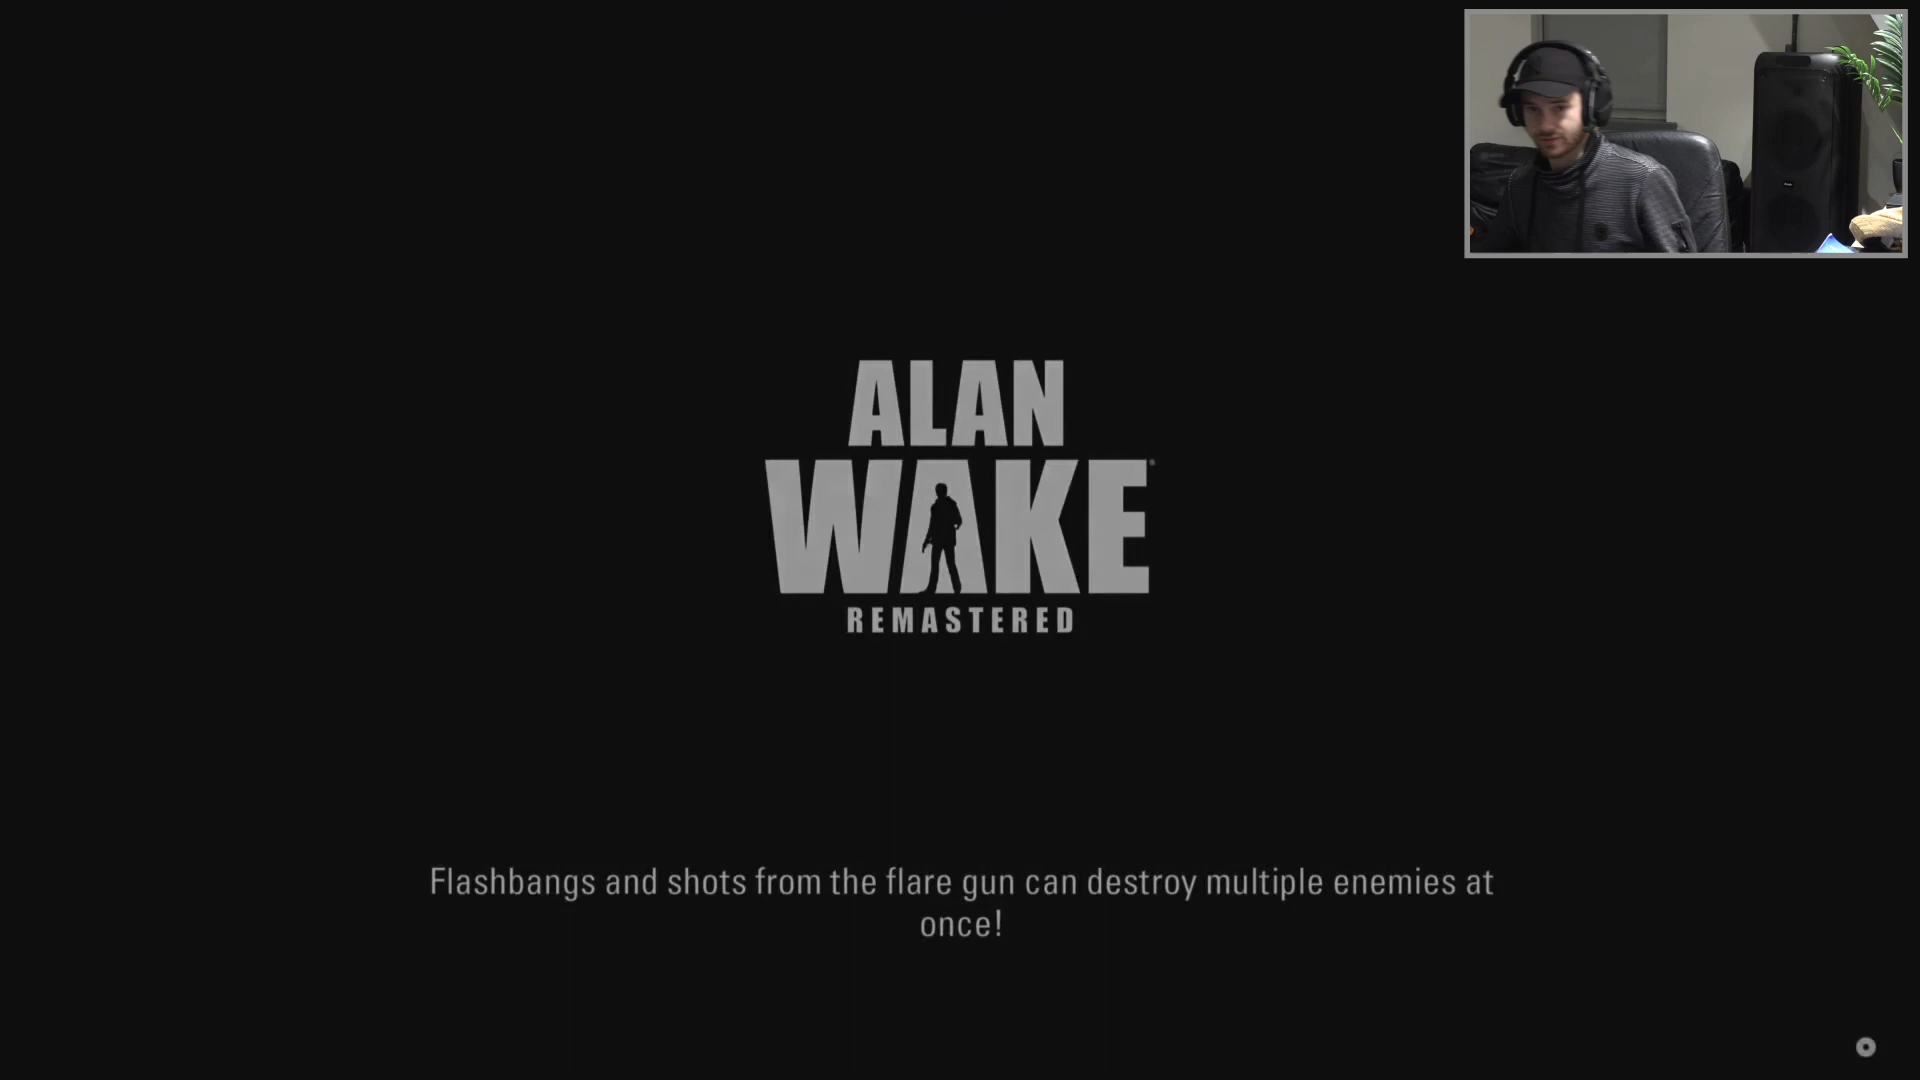 ALAN
WAKE
REMASTERED
Flashbangs and shots from the flare gun can destroy multiple enemies at
once!